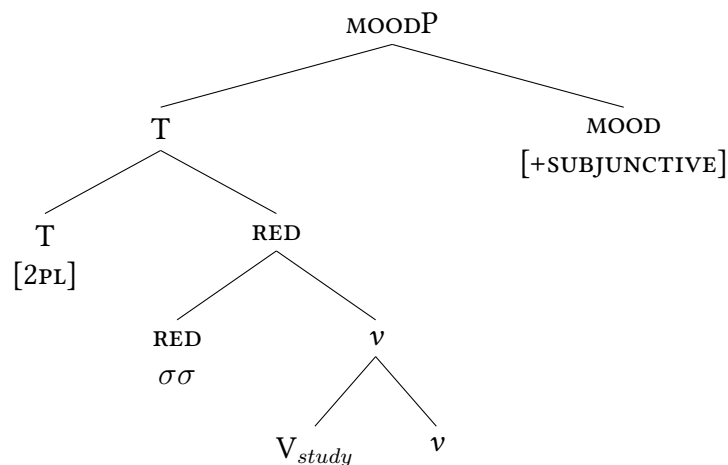 MOODP
T MOOD
[+SUBJUNCTIVE]
T RED
[2PL]
RED v
σσ
V_study v